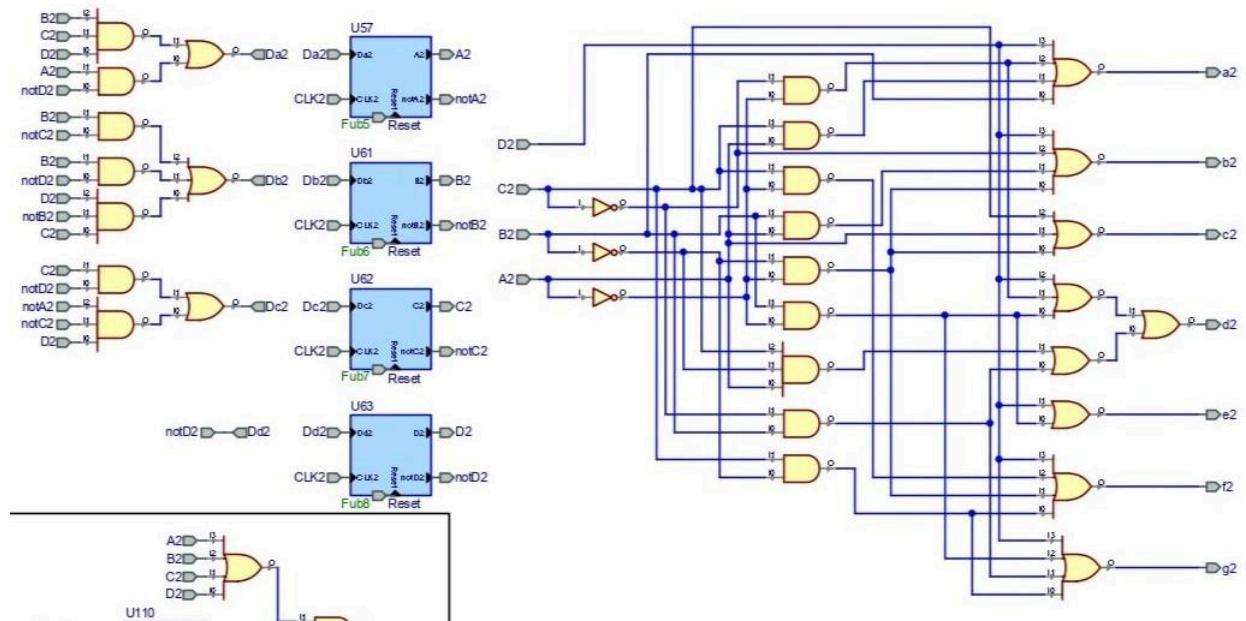 B2
C2
D2
A2
notD2
Da2
B2
notC2
B2
notD2
D2
notB2
C2
Db2
C2
notD2
notA2
notC2
D2
Dc2
notD2
Dd2
U57
Da2
Da2
A2
A2
CLK2
CLK2
notA2
notA2
Reset
Fub5
Reset
U61
Db2
Db2
B2
B2
CLK2
CLK2
notB2
notB2
Reset
Fub6
Reset
U62
Dc2
Dc2
C2
C2
CLK2
CLK2
notC2
notC2
Reset
Fub7
Reset
U63
Dd2
Dd2
D2
D2
CLK2
CLK2
notD2
notD2
Reset
Fub8
Reset
D2
C2
B2
A2
a2
b2
c2
d2
e2
f2
g2
A2
B2
C2
D2
U110